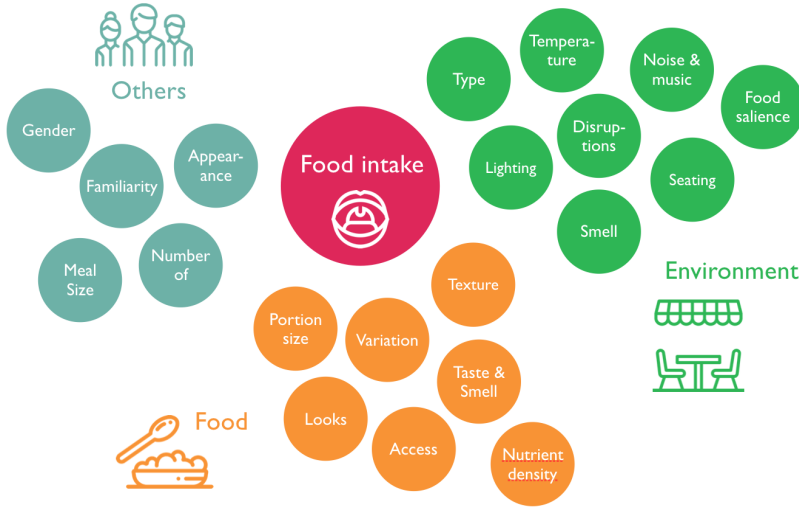 Others
Gender
Familiarity
Appear-
ance
Meal
Size
Number
of
Food intake
Type
Tempera-
ture
Noise &
music
Food
salience
Disrup-
tions
Lighting
Seating
Smell
Environment
Texture
Portion
size
Variation
Taste &
Smell
Looks
Access
Nutrient
density
Food